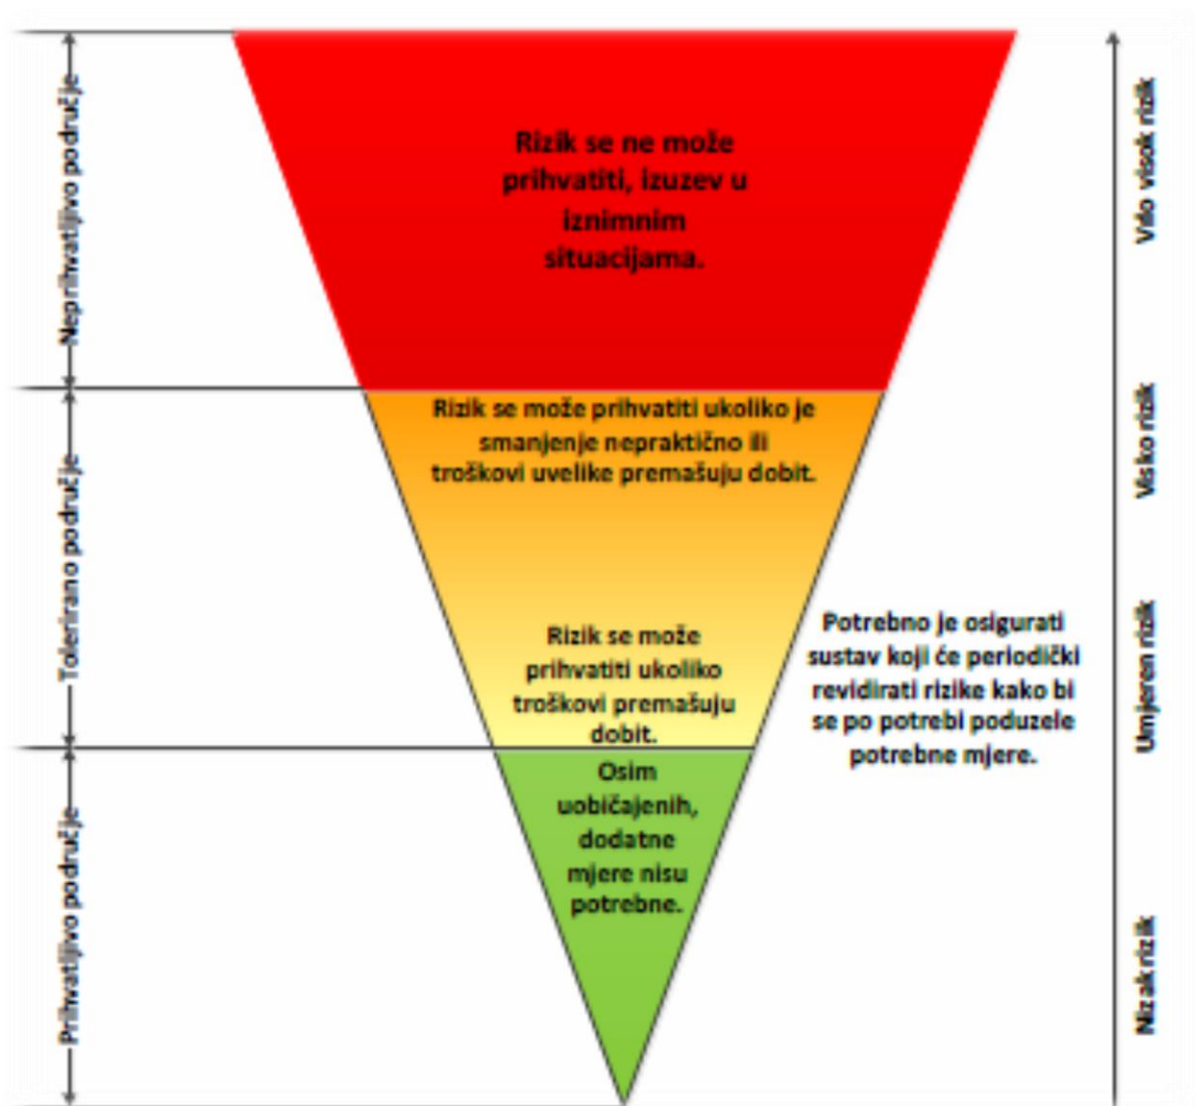 Neprihvatljivo područje
Rizik se ne može
prihvatiti, izuzev u
iznimnim
situacijama.
Vrlo visok rizik
Tolerirano područje
Rizik se može prihvatiti ukoliko je
smanjenje nepraktično ili
troškovi uvelike premašuju dobit.
Visko rizik
Rizik se može
prihvatiti ukoliko
troškovi premašuju
dobit.
Potrebno je osigurati
sustav koji će periodički
revidirati rizike kako bi
se po potrebi poduzele
potrebne mjere.
Umjeren rizik
Prihvatljivo područje
Osim
uobičajenih,
dodatne
mjere nisu
potrebne.
Nizak rizik